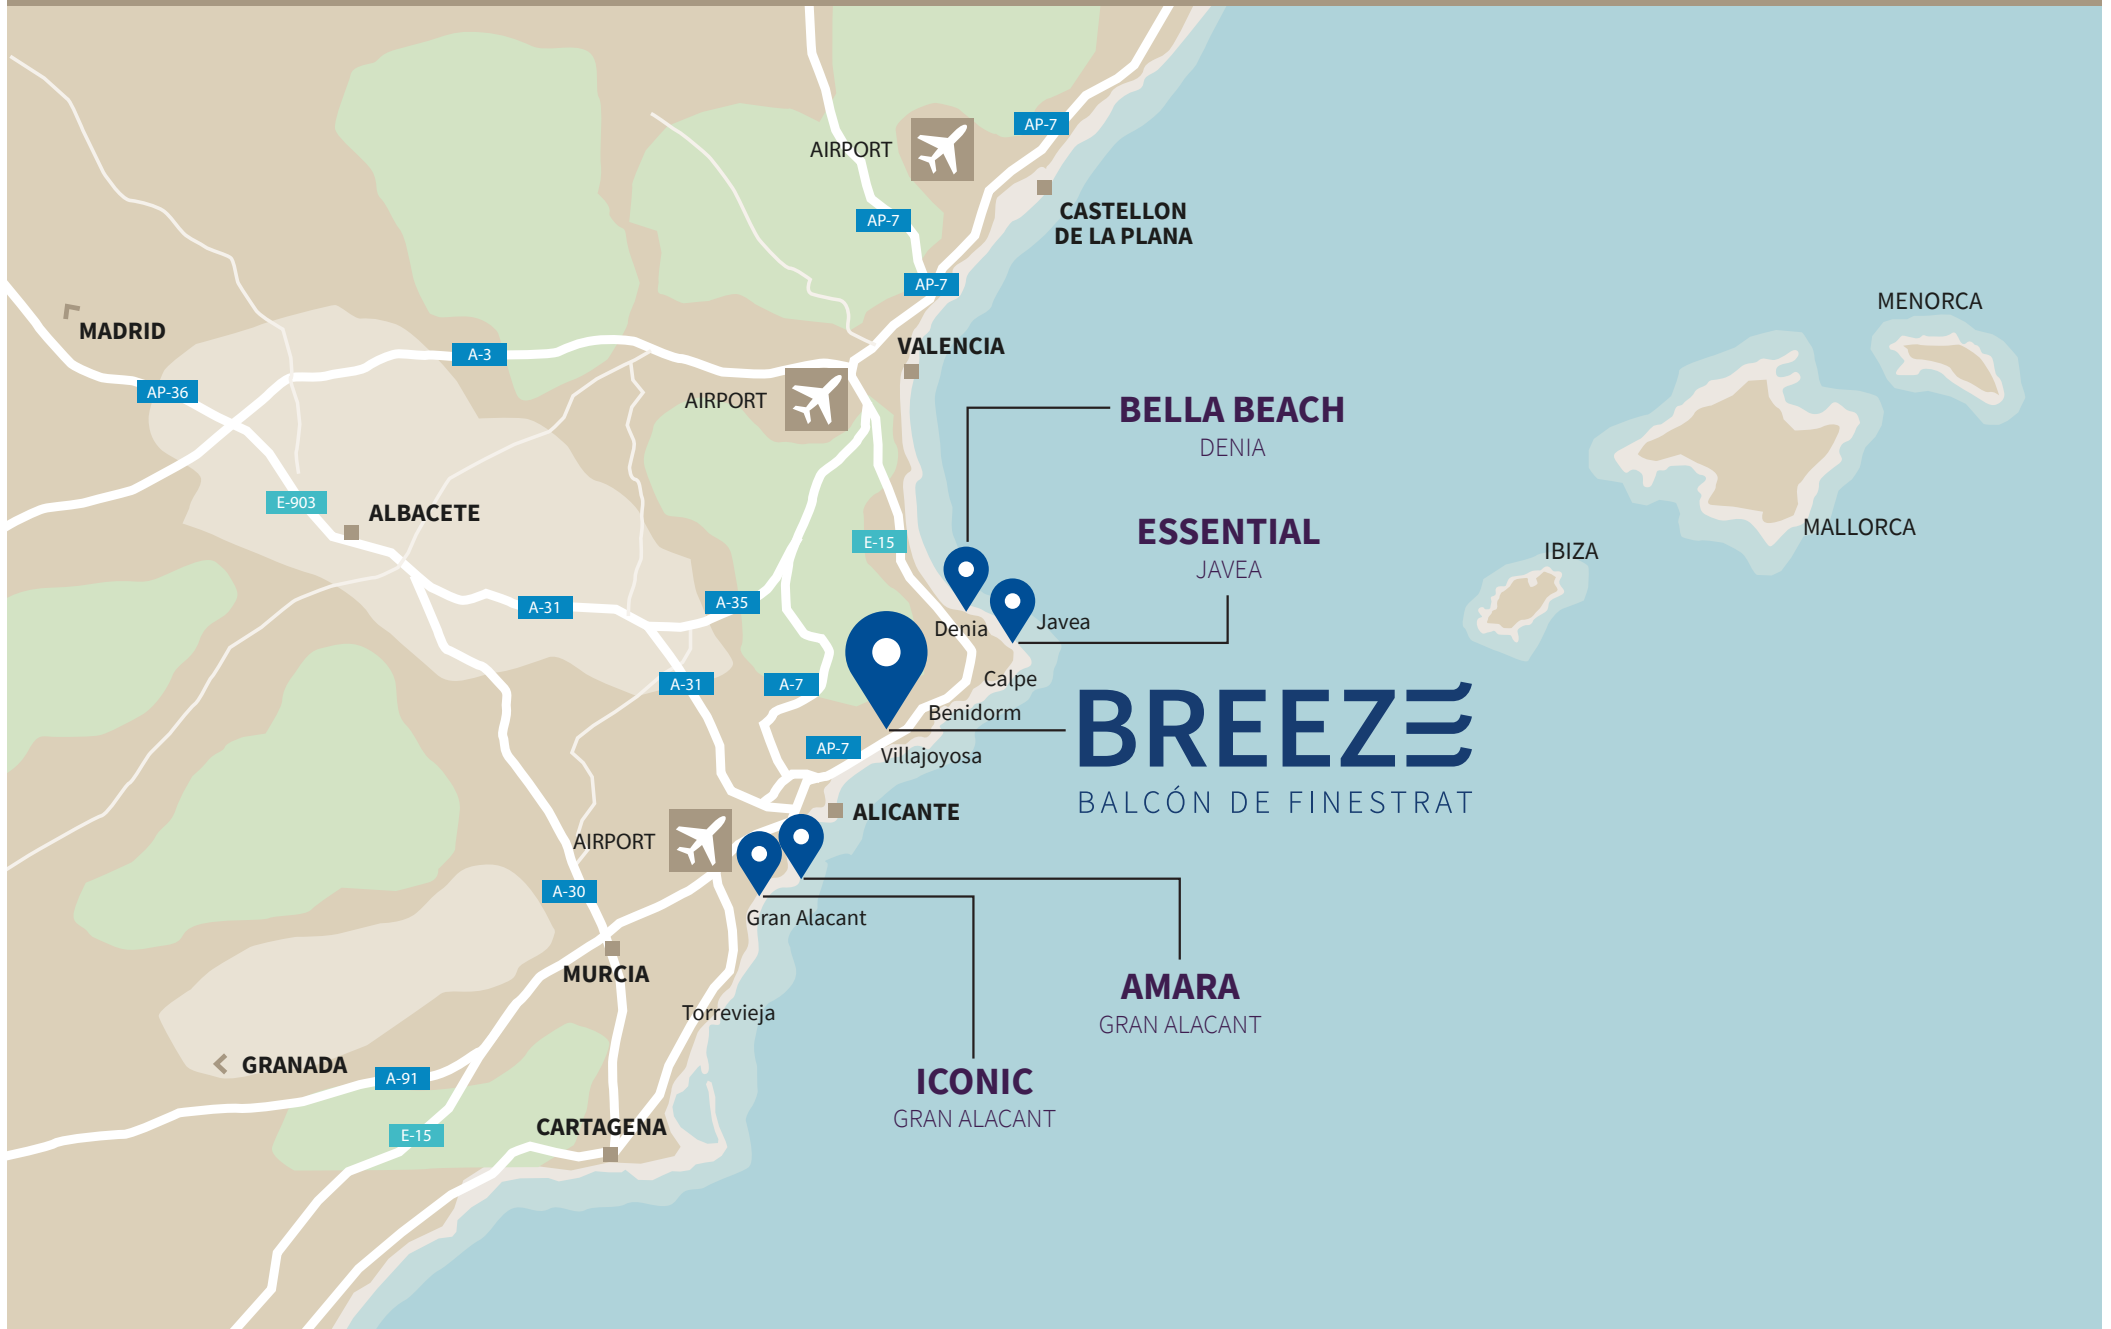 AP-7
AIRPORT
CASTELLON
DE LA PLANA
AP-7
AP-7
MENORCA
MADRID
A-3
VALENCIA
AP-36
AIRPORT
BELLA BEACH
DENIA
E-903
ALBACETE
ESSENTIAL
JAVEA
MALLORCA
E-15
IBIZA
A-31
A-35
Denia
Javea
A-31
A-7
Calpe
Benidorm
BREEZE
BALCÓN DE FINESTRAT
AP-7
Villajoyosa
ALICANTE
AIRPORT
A-30
Gran Alacant
MURCIA
AMARA
GRAN ALACANT
Torrevieja
GRANADA
A-91
ICONIC
GRAN ALACANT
E-15
CARTAGENA